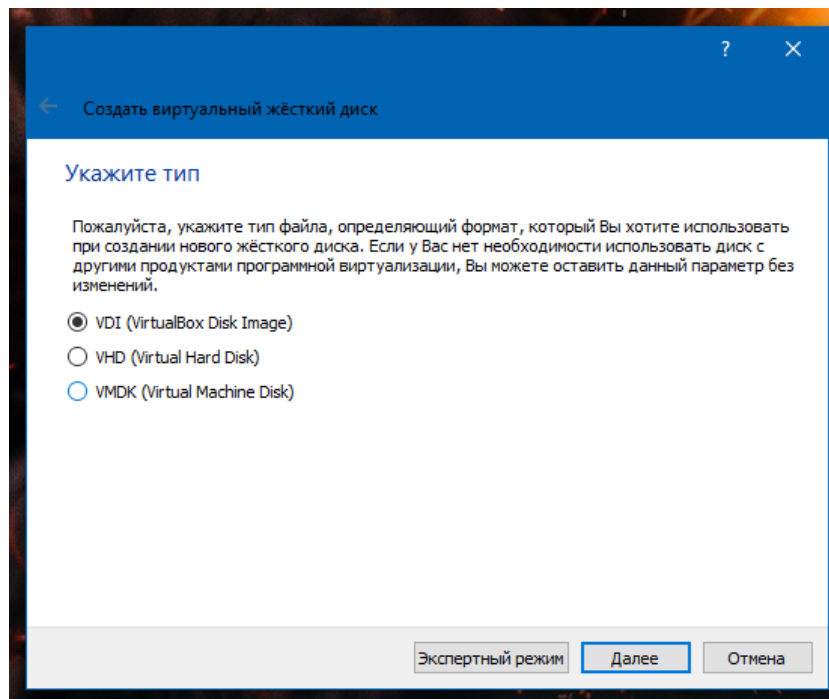 Создать виртуальный жёсткий диск
Укажите тип
Пожалуйста, укажите тип файла, определяющий формат, который Вы хотите использовать
при создании нового жёсткого диска. Если у Вас нет необходимости использовать диск с
другими продуктами программной виртуализации, Вы можете оставить данный параметр без
изменений.
VDI (VirtualBox Disk Image)
VHD (Virtual Hard Disk)
VMDK (Virtual Machine Disk)
Экспертный режим Далее Отмена